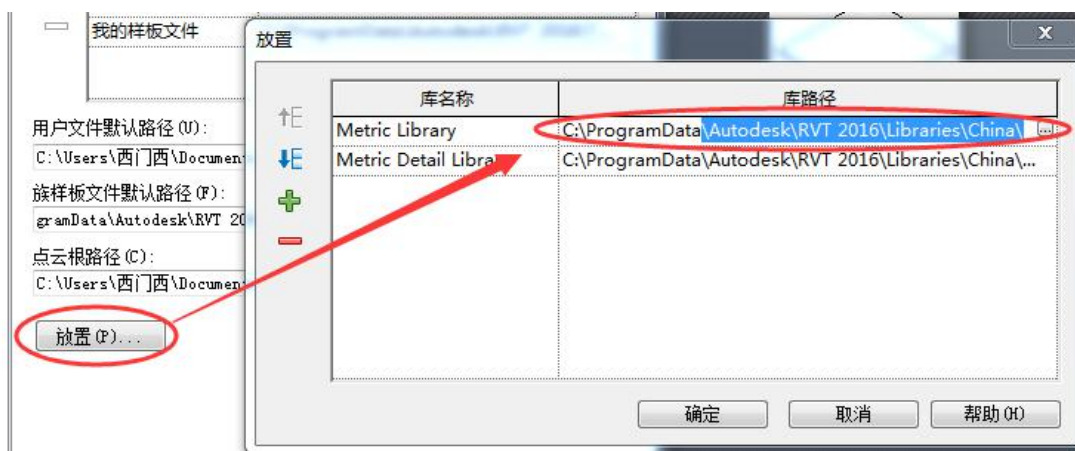 我的样板文件
放置
X
库名称
库路径
用户文件默认路径(U):
Metric Library
C:\ProgramData\Autodesk\RVT 2016\Libraries\China\
C:\Users\西门西\Documen
Metric Detail Libra
C:\ProgramData\Autodesk\RVT 2016\Libraries\China\...
族样板文件默认路径(F):
gramData\Autodesk\RVT 20
点云根路径(C):
C:\Users\西门西\Documen
放置(P)...
确定
取消
帮助(H)